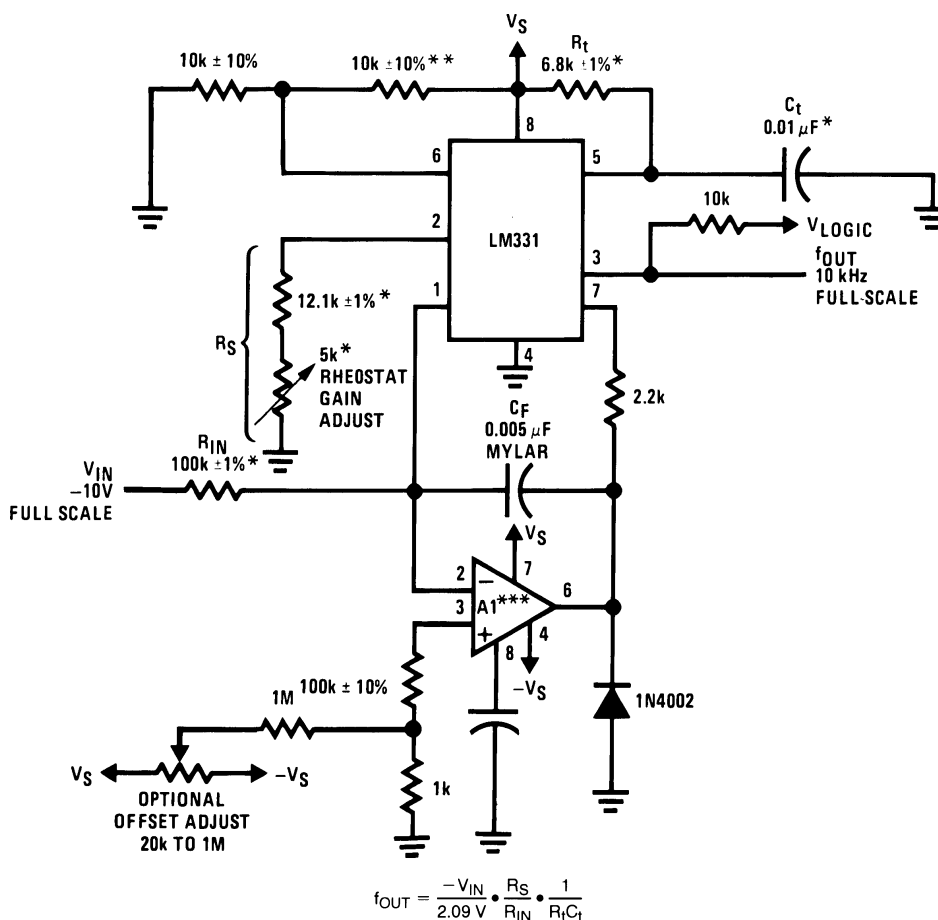 VS
Rt
10k ±10%
10k ±10%**
6.8k ±1%*
8
Ct
0.01 µF*
6
5
10k
2
LM331
VLOGIC
3
fOUT
10 kHz
FULL-SCALE
1
7
12.1k ±1%*
RS
4
5k*
RHEOSTAT
GAIN
ADJUST
2.2k
CF
0.005 µF
MYLAR
RIN
100k ±1%*
VIN
−10V
FULL SCALE
VS
7
2
−
6
3
A1***
+
4
8
−VS
100k ±10%
1M
1N4002
VS
−VS
1k
OPTIONAL
OFFSET ADJUST
20k TO 1M
fOUT = −VIN / 2.09 V • RS / RIN • 1 / RtCt